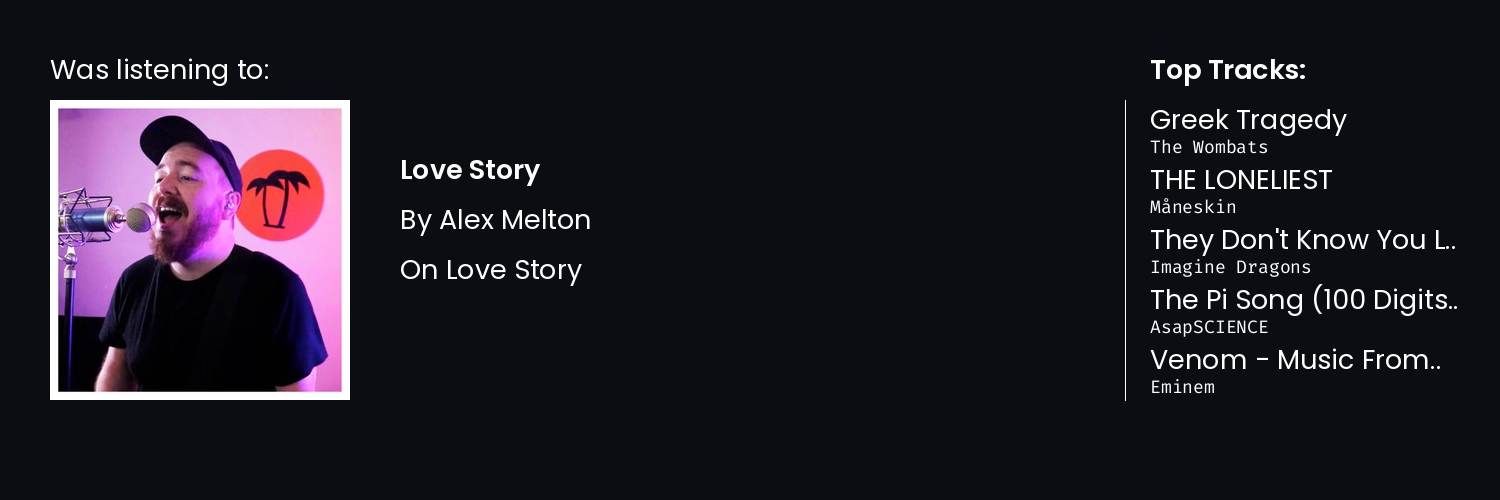 Was listening to:
Love Story
By Alex Melton
On Love Story
Top Tracks:
Greek Tragedy
The Wombats
THE LONELIEST
Måneskin
They Don't Know You L..
Imagine Dragons
The Pi Song (100 Digits..
AsapSCIENCE
Venom - Music From..
Eminem